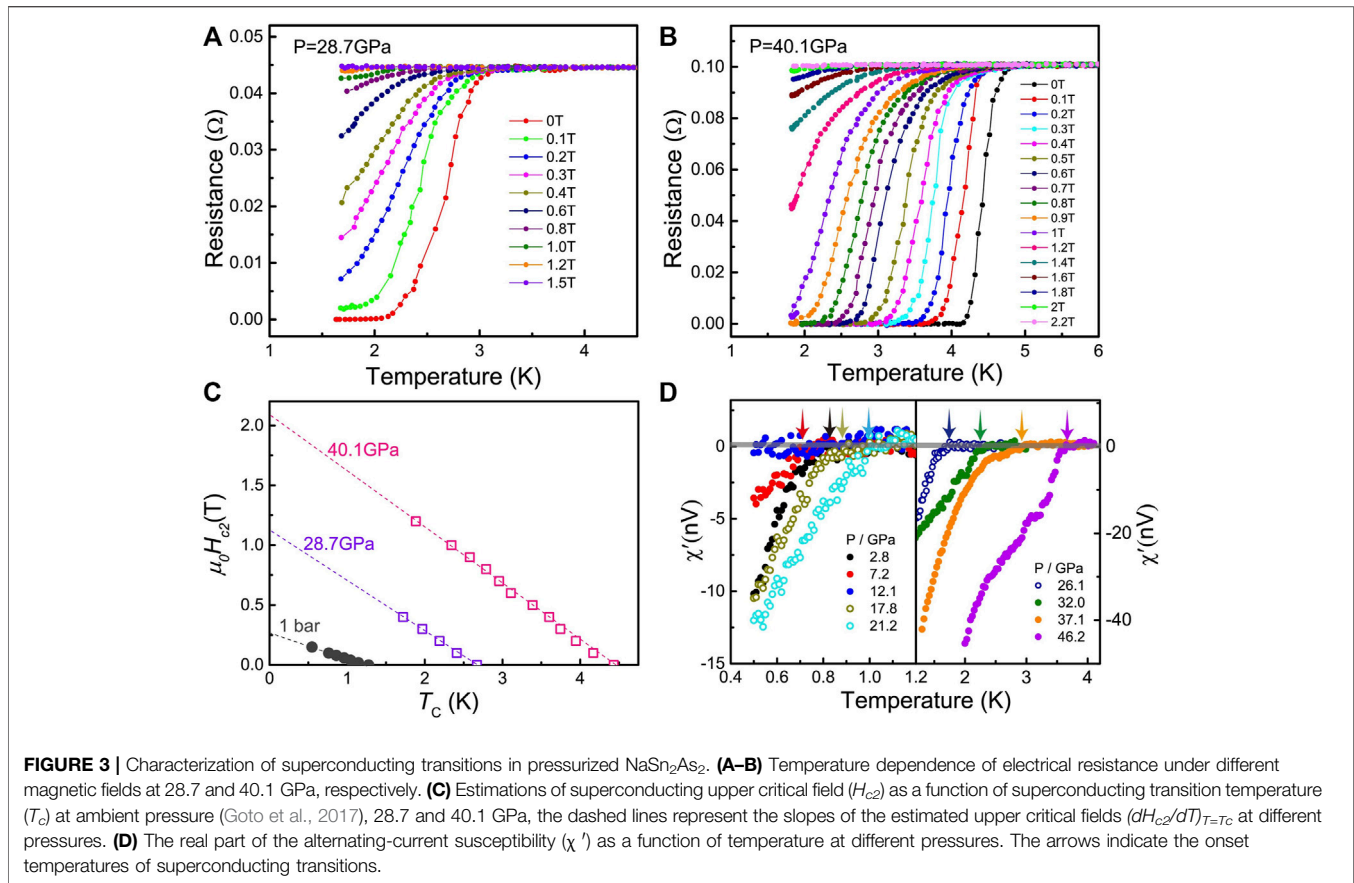 A
P=28.7GPa
0.05
0.04
0.03
0.02
0.01
0.00
Resistance (Ω)
0T
0.1T
0.2T
0.3T
0.4T
0.6T
0.8T
1.0T
1.2T
1.5T
1 2 3 4
Temperature (K)
B
P=40.1GPa
0.10
0.08
0.06
0.04
0.02
0.00
Resistance (Ω)
0T
0.1T
0.2T
0.3T
0.4T
0.5T
0.6T
0.7T
0.8T
0.9T
1T
1.2T
1.4T
1.6T
1.8T
2T
2.2T
1 2 3 4 5 6
Temperature (K)
C
2.0
1.5
1.0
0.5
0.0
μ0Hc2(T)
40.1GPa
28.7GPa
1 bar
0 1 2 3 4
TC (K)
D
0
-5
-10
-15
χ′(nV)
P / GPa
2.8
7.2
12.1
17.8
21.2
P / GPa
26.1
32.0
37.1
46.2
0
-20
-40
χ′(nV)
0.4 0.6 0.8 1.0 1.2 2 3 4
Temperature (K)
FIGURE 3 | Characterization of superconducting transitions in pressurized NaSn2As2. (A–B) Temperature dependence of electrical resistance under different
magnetic fields at 28.7 and 40.1 GPa, respectively. (C) Estimations of superconducting upper critical field (Hc2) as a function of superconducting transition temperature
(Tc) at ambient pressure (Goto et al., 2017), 28.7 and 40.1 GPa, the dashed lines represent the slopes of the estimated upper critical fields (dHc2/dT)T=Tc at different
pressures. (D) The real part of the alternating-current susceptibility (χ ′) as a function of temperature at different pressures. The arrows indicate the onset
temperatures of superconducting transitions.